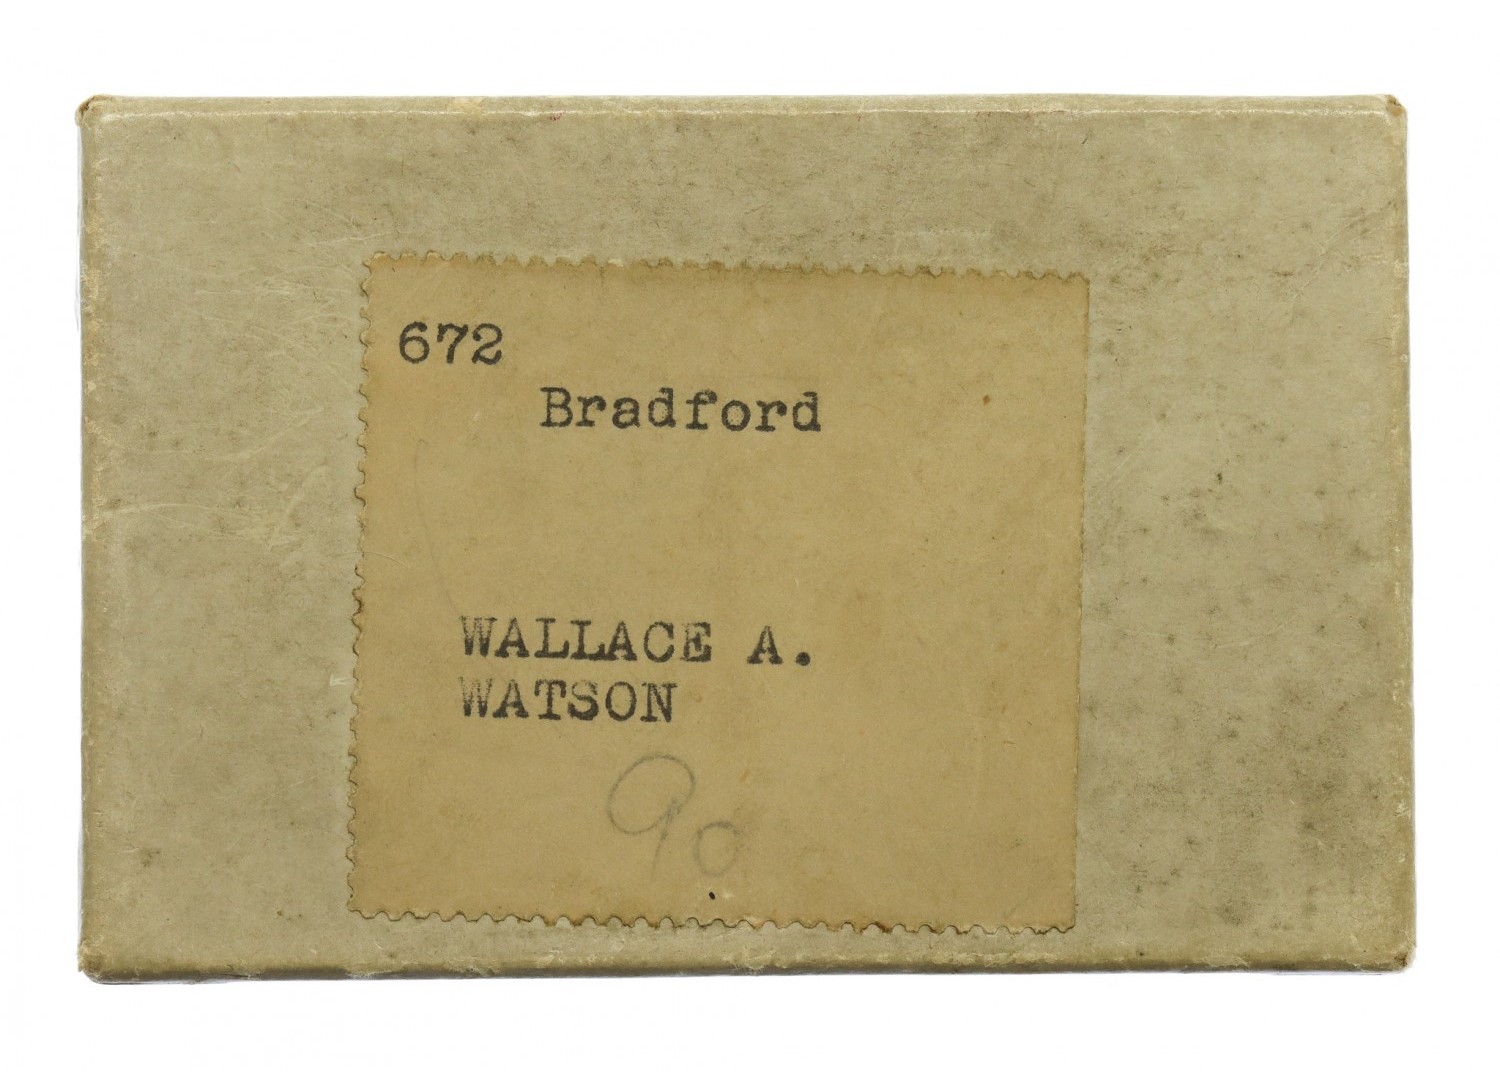 672
Bradford
WALLACE A.
WATSON
90